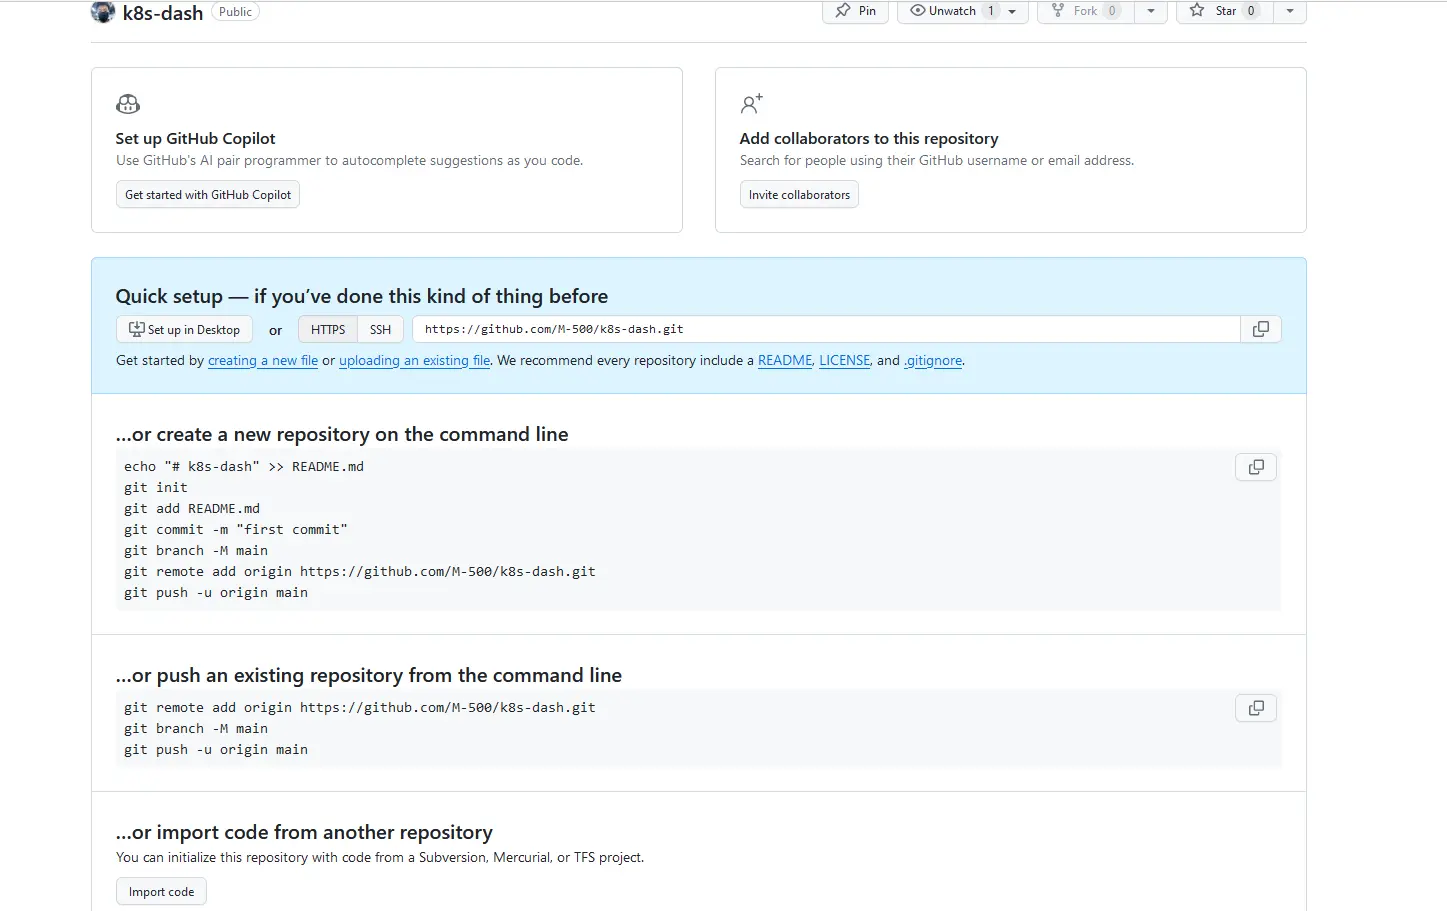 k8s-dash Public
Pin
Unwatch 1
Fork 0
Star 0
Set up GitHub Copilot
Use GitHub's AI pair programmer to autocomplete suggestions as you code.
Get started with GitHub Copilot
Add collaborators to this repository
Search for people using their GitHub username or email address.
Invite collaborators
Quick setup — if you've done this kind of thing before
Set up in Desktop or HTTPS SSH https://github.com/M-500/k8s-dash.git
Get started by creating a new file or uploading an existing file. We recommend every repository include a README, LICENSE, and .gitignore.
…or create a new repository on the command line
echo "# k8s-dash" >> README.md
git init
git add README.md
git commit -m "first commit"
git branch -M main
git remote add origin https://github.com/M-500/k8s-dash.git
git push -u origin main
…or push an existing repository from the command line
git remote add origin https://github.com/M-500/k8s-dash.git
git branch -M main
git push -u origin main
…or import code from another repository
You can initialize this repository with code from a Subversion, Mercurial, or TFS project.
Import code